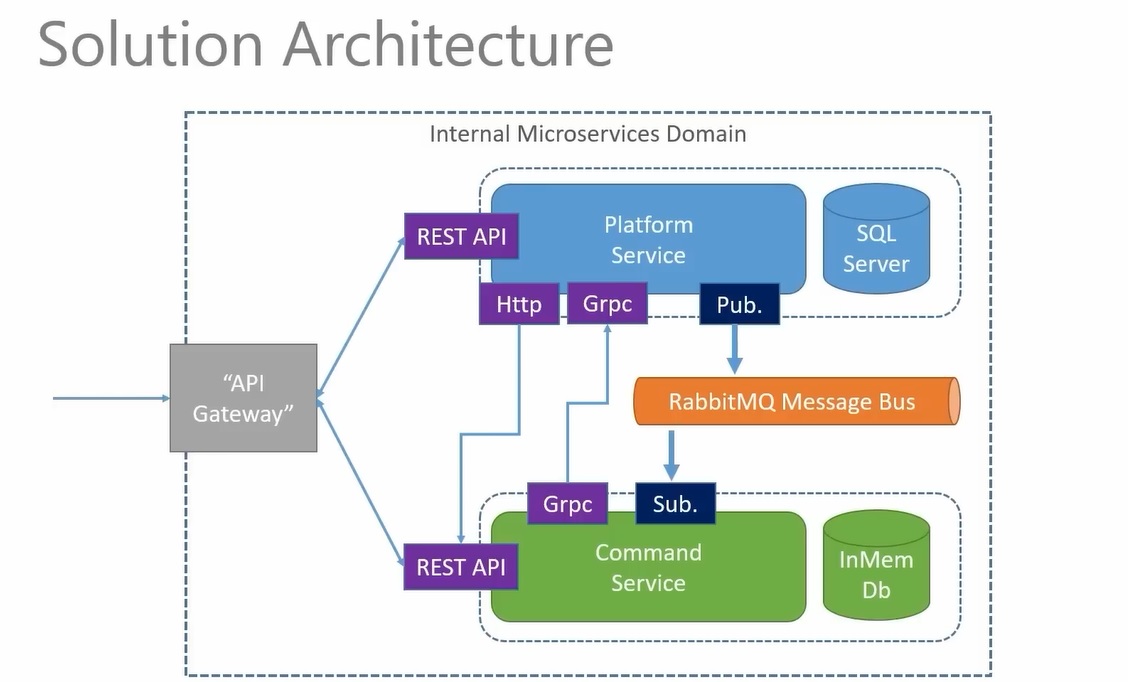 Solution Architecture
Internal Microservices Domain
REST API
Platform
Service
SQL
Server
Http
Grpc
Pub.
“API
Gateway”
RabbitMQ Message Bus
Grpc
Sub.
REST API
Command
Service
InMem
Db